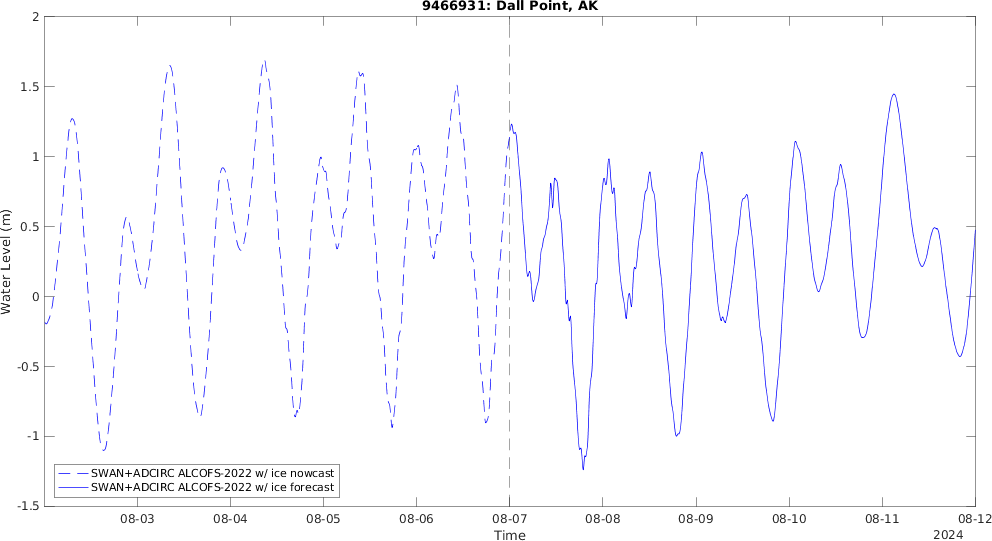 9466931: Dall Point, AK
2
1.5
1
0.5
0
-0.5
-1
-1.5
Water Level (m)
SWAN+ADCIRC ALCOFS-2022 w/ ice nowcast
SWAN+ADCIRC ALCOFS-2022 w/ ice forecast
08-03 08-04 08-05 08-06 08-07 08-08 08-09 08-10 08-11 08-12
Time
2024